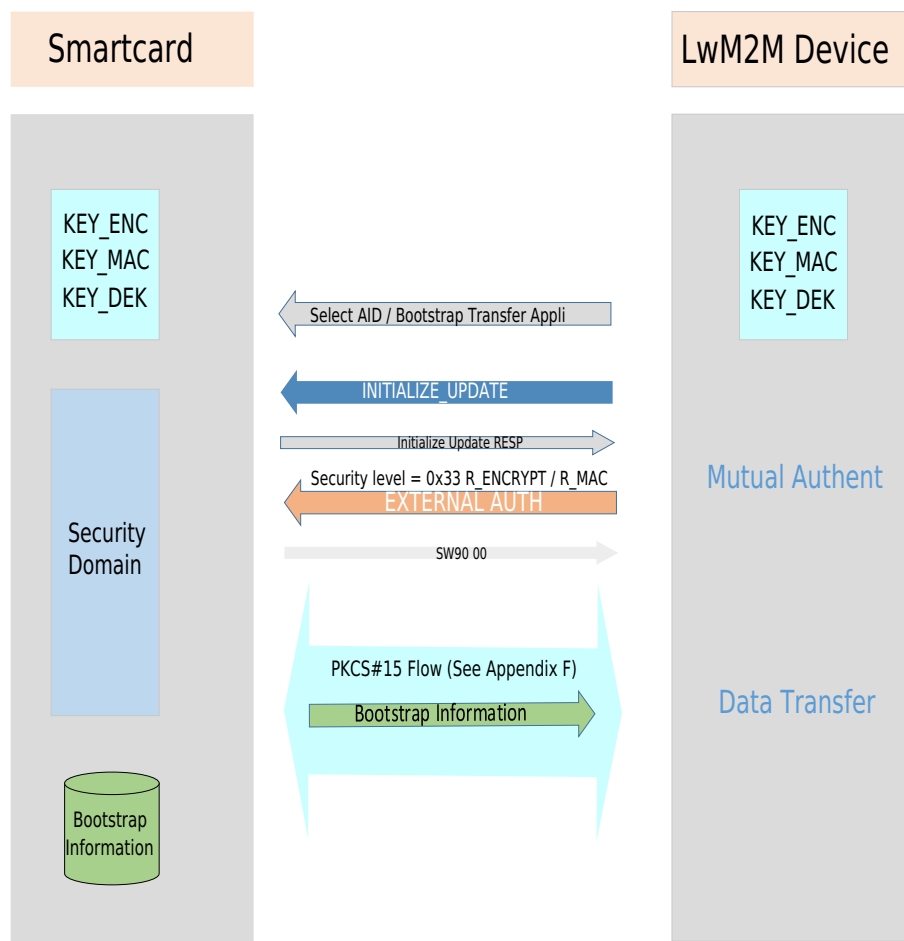 Smartcard
LwM2M Device
KEY_ENC
KEY_MAC
KEY_DEK
KEY_ENC
KEY_MAC
KEY_DEK
Select AID / Bootstrap Transfer Appli
INITIALIZE_UPDATE
Initialize Update RESP
Security level = 0x33 R_ENCRYPT / R_MAC
EXTERNAL AUTH
Mutual Authent
Security
Domain
SW90 00
PKCS#15 Flow (See Appendix F)
Bootstrap Information
Data Transfer
Bootstrap
Information